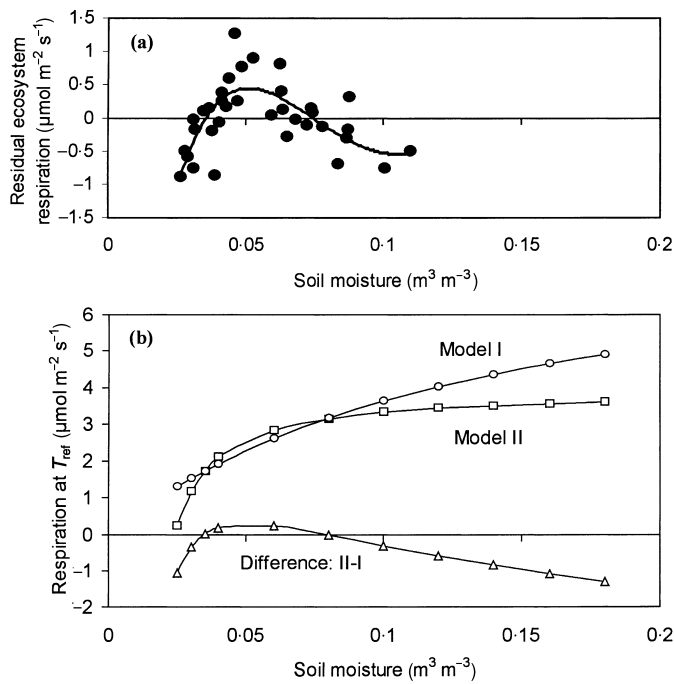 (a)
Residual ecosystem
respiration (μmol m⁻² s⁻¹)
1·5
1
0·5
0
−0·5
−1
−1·5
0 0·05 0·1 0·15 0·2
Soil moisture (m³ m⁻³)
(b)
Respiration at Tref (μmol m⁻² s⁻¹)
6
5
4
3
2
1
0
−1
−2
Model I
Model II
Difference: II-I
0 0·05 0·1 0·15 0·2
Soil moisture (m³ m⁻³)